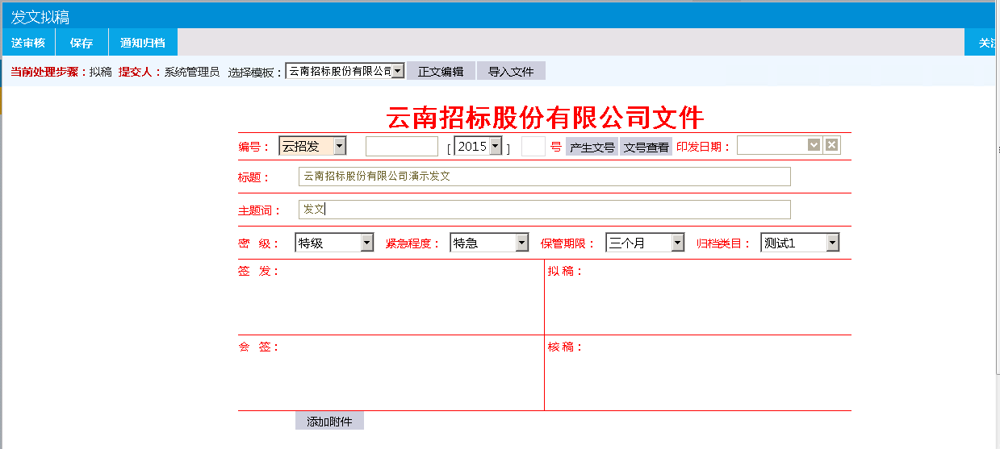 发文拟稿
送审核 保存 通知归档 关
当前处理步骤：拟稿 提交人：系统管理员 选择模板： 云南招标股份有限公司 正文编辑 导入文件
云南招标股份有限公司文件
编号： 云招发 [ 2015 ] 号 产生文号 文号查看 印发日期：
标题： 云南招标股份有限公司演示发文
主题词： 发文
密 级： 特级 紧急程度： 特急 保管期限： 三个月 归档类目： 测试1
签 发： 拟 稿：
会 签： 核 稿：
添加附件